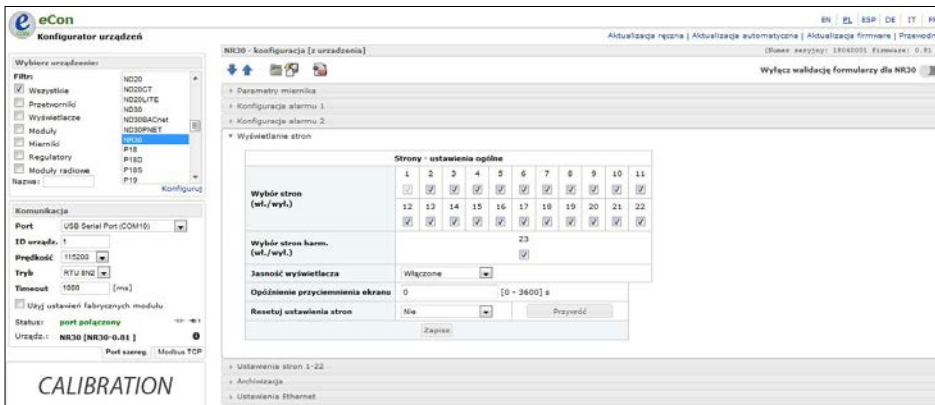 eCon
Konfigurator urządzeń
EN PL ESP DE IT
Aktualizacja ręczna | Aktualizacja automatyczna | Aktualizacja firmware | Przewodn
NR30 - konfiguracja [z urzadzenia]
Wyłącz walidację formularzy dla NR30
Wybierz urządzenie:
Filtr:
Wszystkie
Przetworniki
Wyświetlacze
Moduły
Mierniki
Regulatory
Moduły radiowe
Nazwa:
ND20
ND20CT
ND20LITE
ND30
ND30BACnet
ND30PNET
NR30
P18
P18D
P18S
P19
Konfiguruj
Komunikacja
Port USB Serial Port (COM10)
ID urządz. 1
Prędkość 115200
Tryb RTU 8N2
Timeout 1000 [ms]
Użyj ustawień fabrycznych modułu
Status: port połączony
Urządz.: NR30 [NR30-0.81 ]
Port szereg. Modbus TCP
CALIBRATION
Parametry miernika
Konfiguracja alarmu 1
Konfiguracja alarmu 2
Wyświetlanie stron
Strony - ustawienia ogólne
Wybór stron
(wł./wył.)
1 2 3 4 5 6 7 8 9 10 11
12 13 14 15 16 17 18 19 20 21 22
Wybór stron harm.
(wł./wył.)
23
Jasność wyświetlacza Włączone
Opóźnienie przyciemnienia ekranu 0 [0 - 3600] s
Resetuj ustawienia stron Nie Przywróć
Zapisz
Ustawienia stron 1-22
Archiwizacja
Ustawienia Ethernet